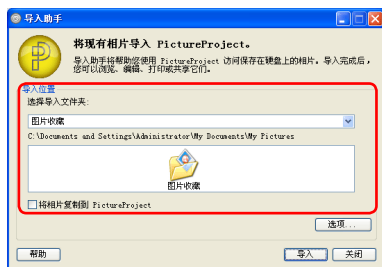 导入助手
将现有相片导入 PictureProject。
导入助手将帮助您使用 PictureProject 访问保存在硬盘上的相片。导入完成后，
您可以浏览、编辑、打印或共享它们。
导入位置
选择导入文件夹:
图片收藏
C:\Documents and Settings\Administrator\My Documents\My Pictures
图片收藏
将相片复制到 PictureProject
选项...
帮助
导入
关闭